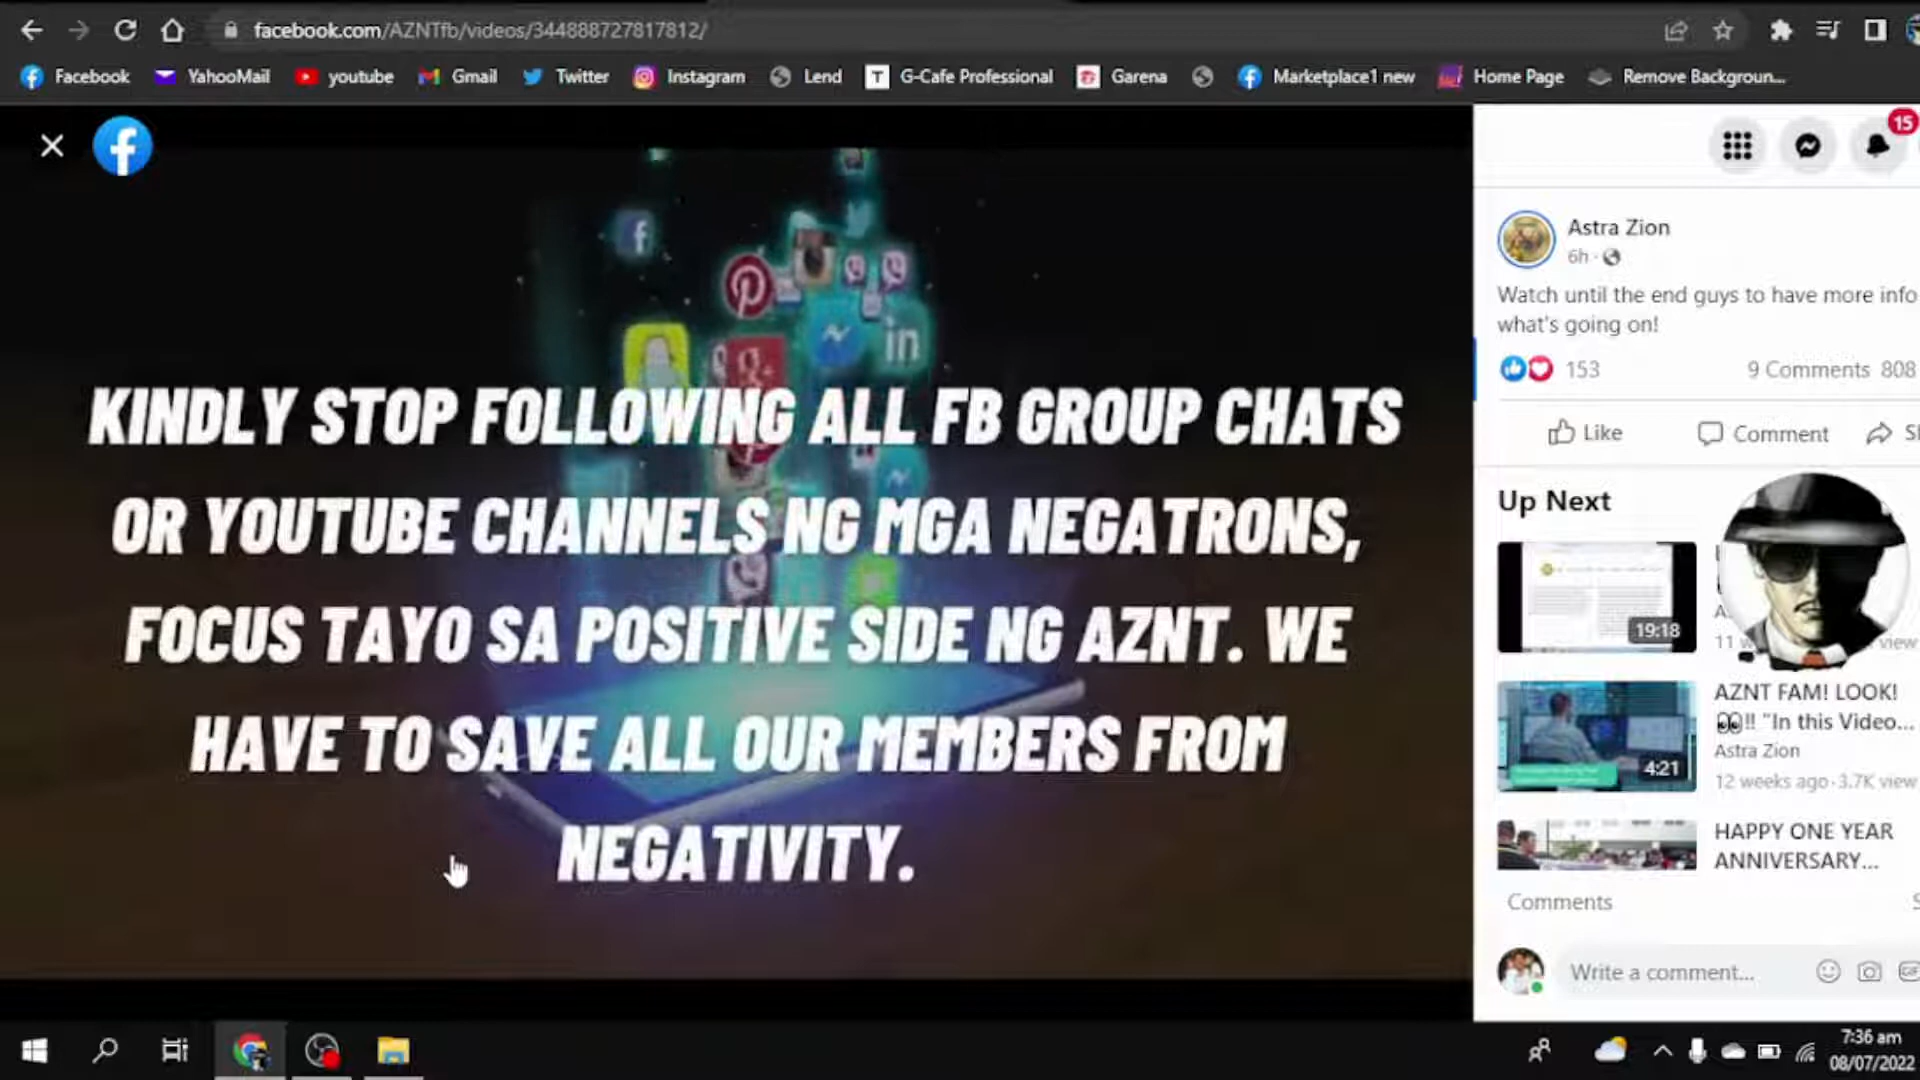 facebook.com/AZNTfb/videos/344888727817812/
Facebook YahooMail youtube Gmail Twitter Instagram Lend G-Cafe Professional Garena Marketplace1 new Home Page Remove Backgroun...
15
Astra Zion
6h
Watch until the end guys to have more info
what's going on!
153 9 Comments 808
Like Comment
KINDLY STOP FOLLOWING ALL FB GROUP CHATS
OR YOUTUBE CHANNELS NG MGA NEGATRONS,
FOCUS TAYO SA POSITIVE SIDE NG AZNT. WE
HAVE TO SAVE ALL OUR MEMBERS FROM
NEGATIVITY.
Up Next
19:18
view
AZNT FAM! LOOK!
👀!! "In this Video...
Astra Zion
12 weeks ago · 3.7K view
4:21
HAPPY ONE YEAR
ANNIVERSARY...
Comments
Write a comment...
GIF
7:36 am
08/07/2022